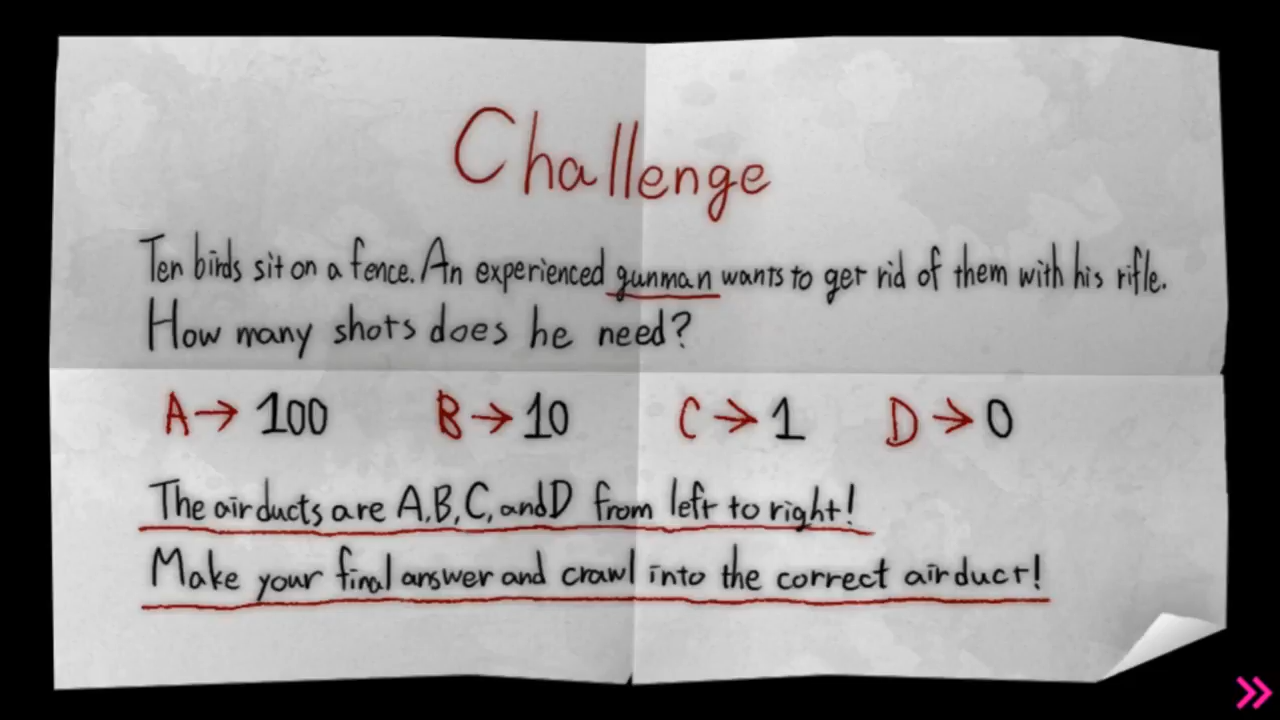 Challenge
Ten birds sit on a fence. An experienced gunman wants to get rid of them with his rifle.
How many shots does he need?
A→100 B→10 C→1 D→0
The airducts are A, B, C, and D from left to right!
Make your final answer and crawl into the correct airduct!